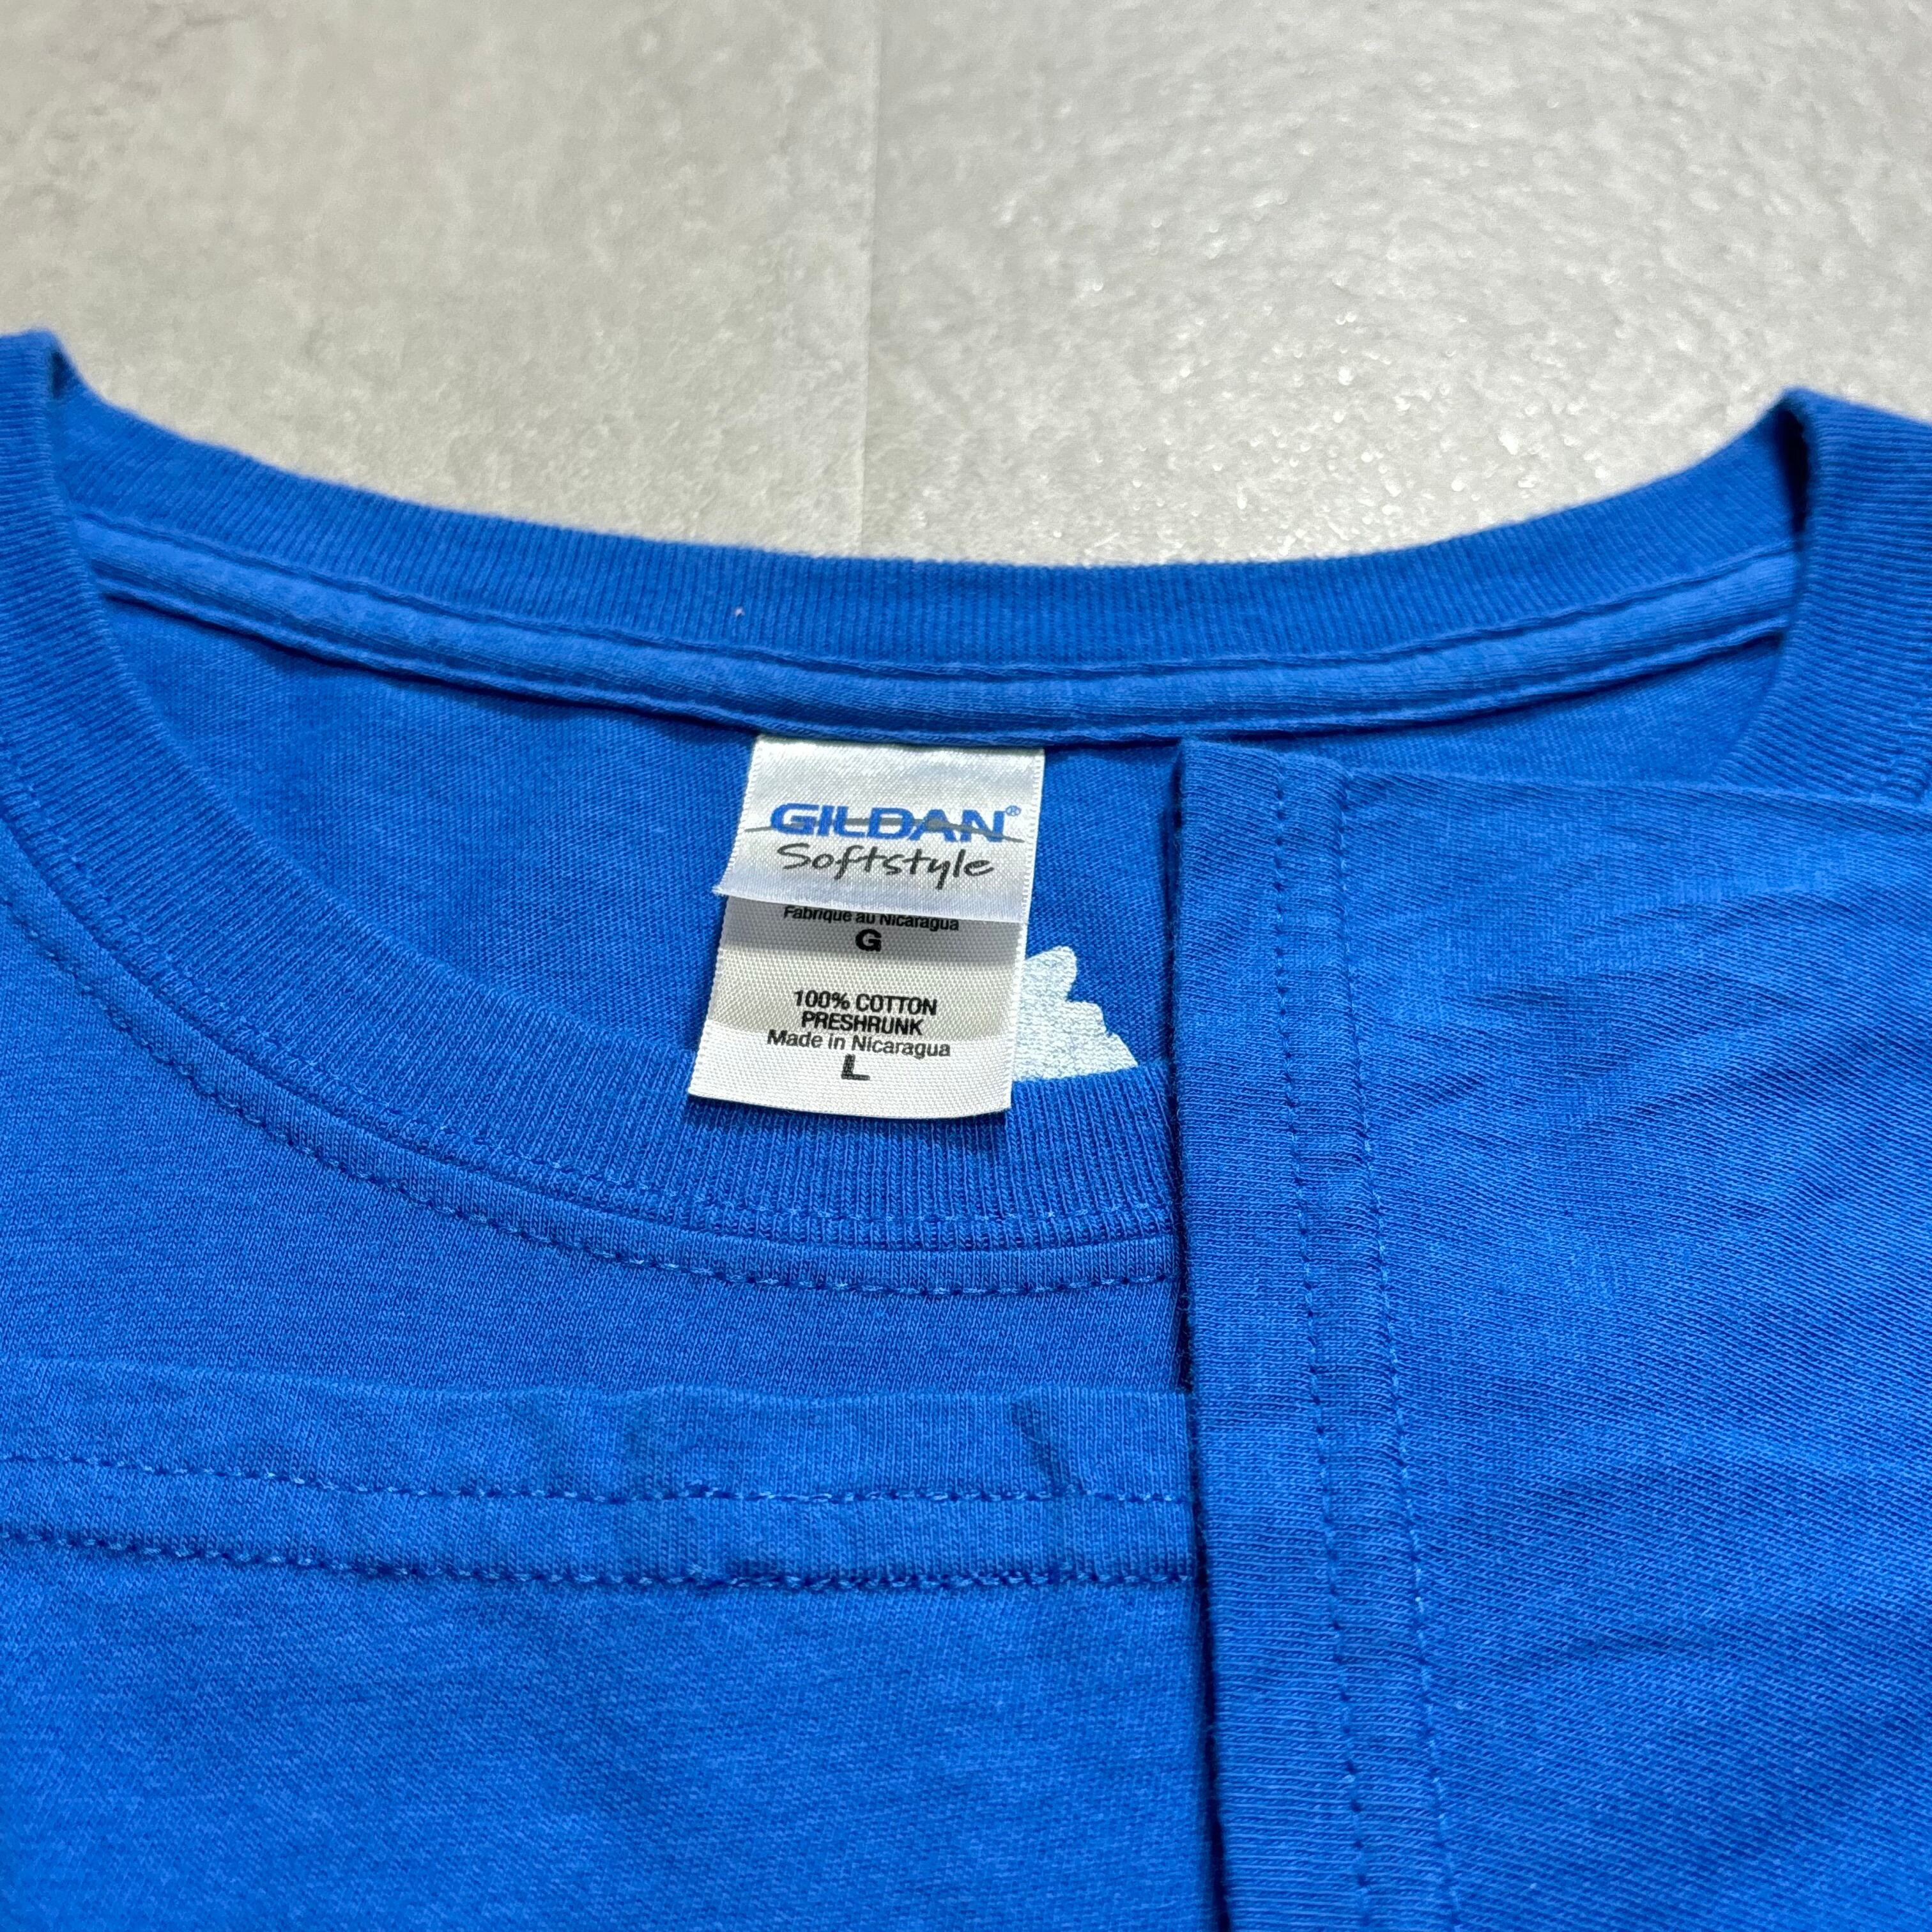 GILDAN®
Softstyle
Fabriqué au Nicaragua
G
100% COTTON
PRESHRUNK
Made in Nicaragua
L